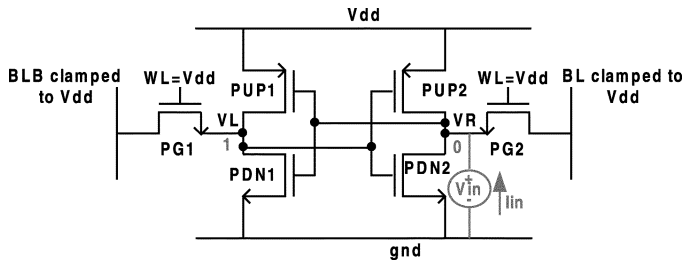 Vdd
BLB clamped
to Vdd
WL=Vdd
PUP1
PUP2
WL=Vdd
BL clamped to
Vdd
VL
VR
1
0
PG1
PG2
PDN1
PDN2
+
Vin
-
Iin
gnd